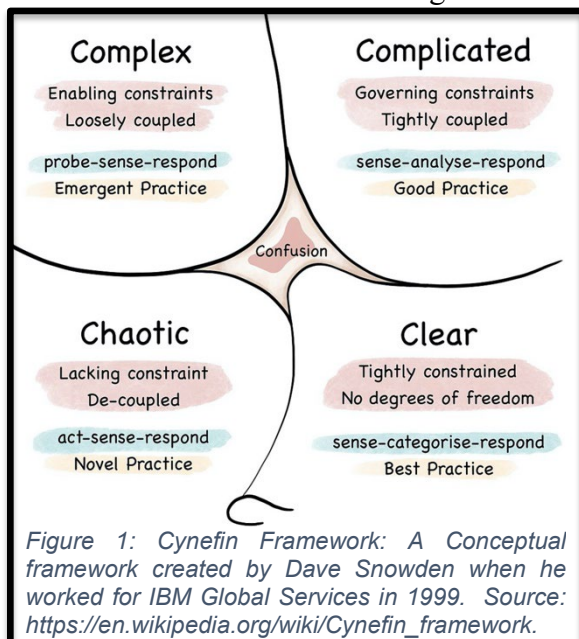 Complex
Enabling constraints
Loosely coupled
probe-sense-respond
Emergent Practice
Complicated
Governing constraints
Tightly coupled
sense-analyse-respond
Good Practice
Confusion
Chaotic
Lacking constraint
De-coupled
act-sense-respond
Novel Practice
Clear
Tightly constrained
No degrees of freedom
sense-categorise-respond
Best Practice
Figure 1: Cynefin Framework: A Conceptual
framework created by Dave Snowden when he
worked for IBM Global Services in 1999. Source:
https://en.wikipedia.org/wiki/Cynefin_framework.